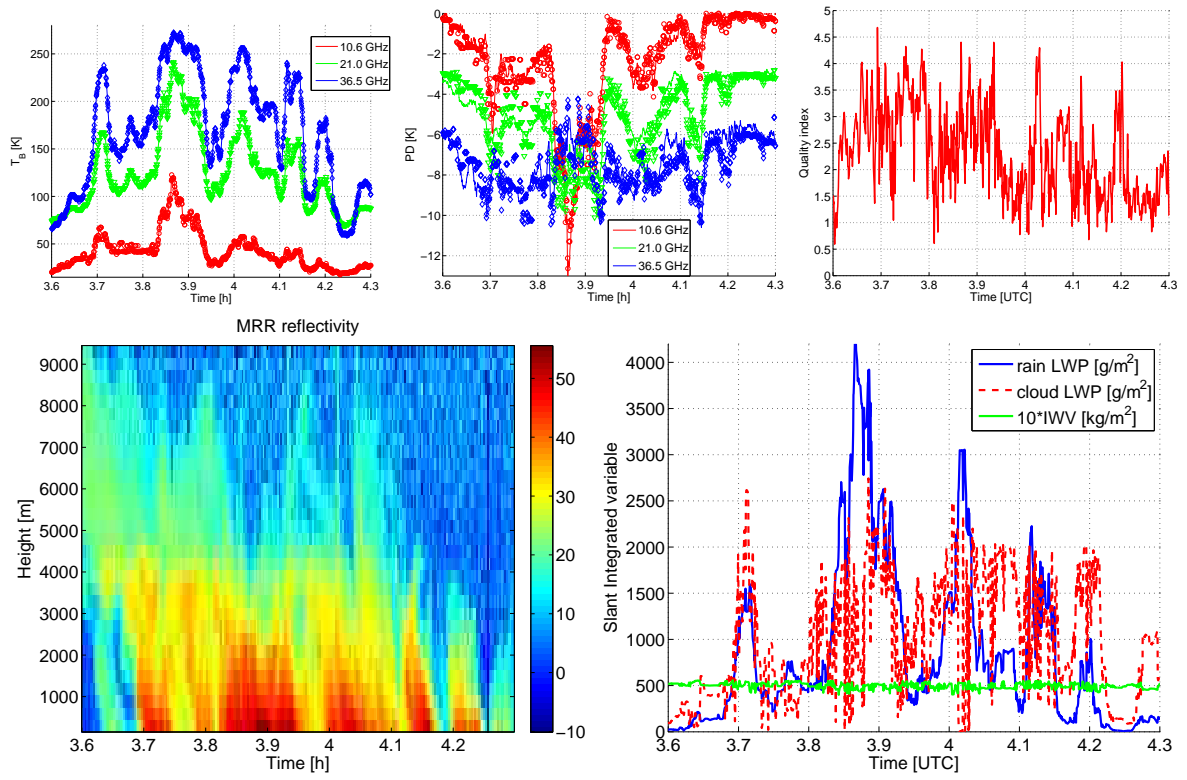 250
200
150
100
50
T_B [K]
3.6 3.7 3.8 3.9 4 4.1 4.2 4.3
Time [h]
10.6 GHz
21.0 GHz
36.5 GHz
0
−2
−4
−6
−8
−10
−12
PD [K]
3.6 3.7 3.8 3.9 4 4.1 4.2 4.3
Time [h]
10.6 GHz
21.0 GHz
36.5 GHz
5
4.5
4
3.5
3
2.5
2
1.5
1
0.5
0
Quality index
3.6 3.7 3.8 3.9 4 4.1 4.2 4.3
Time [UTC]
MRR reflectivity
9000
8000
7000
6000
5000
4000
3000
2000
1000
Height [m]
3.6 3.7 3.8 3.9 4 4.1 4.2
Time [h]
50
40
30
20
10
0
−10
4000
3500
3000
2500
2000
1500
1000
500
0
Slant Integrated variable
3.6 3.7 3.8 3.9 4 4.1 4.2 4.3
Time [UTC]
rain LWP [g/m²]
cloud LWP [g/m²]
10*IWV [kg/m²]